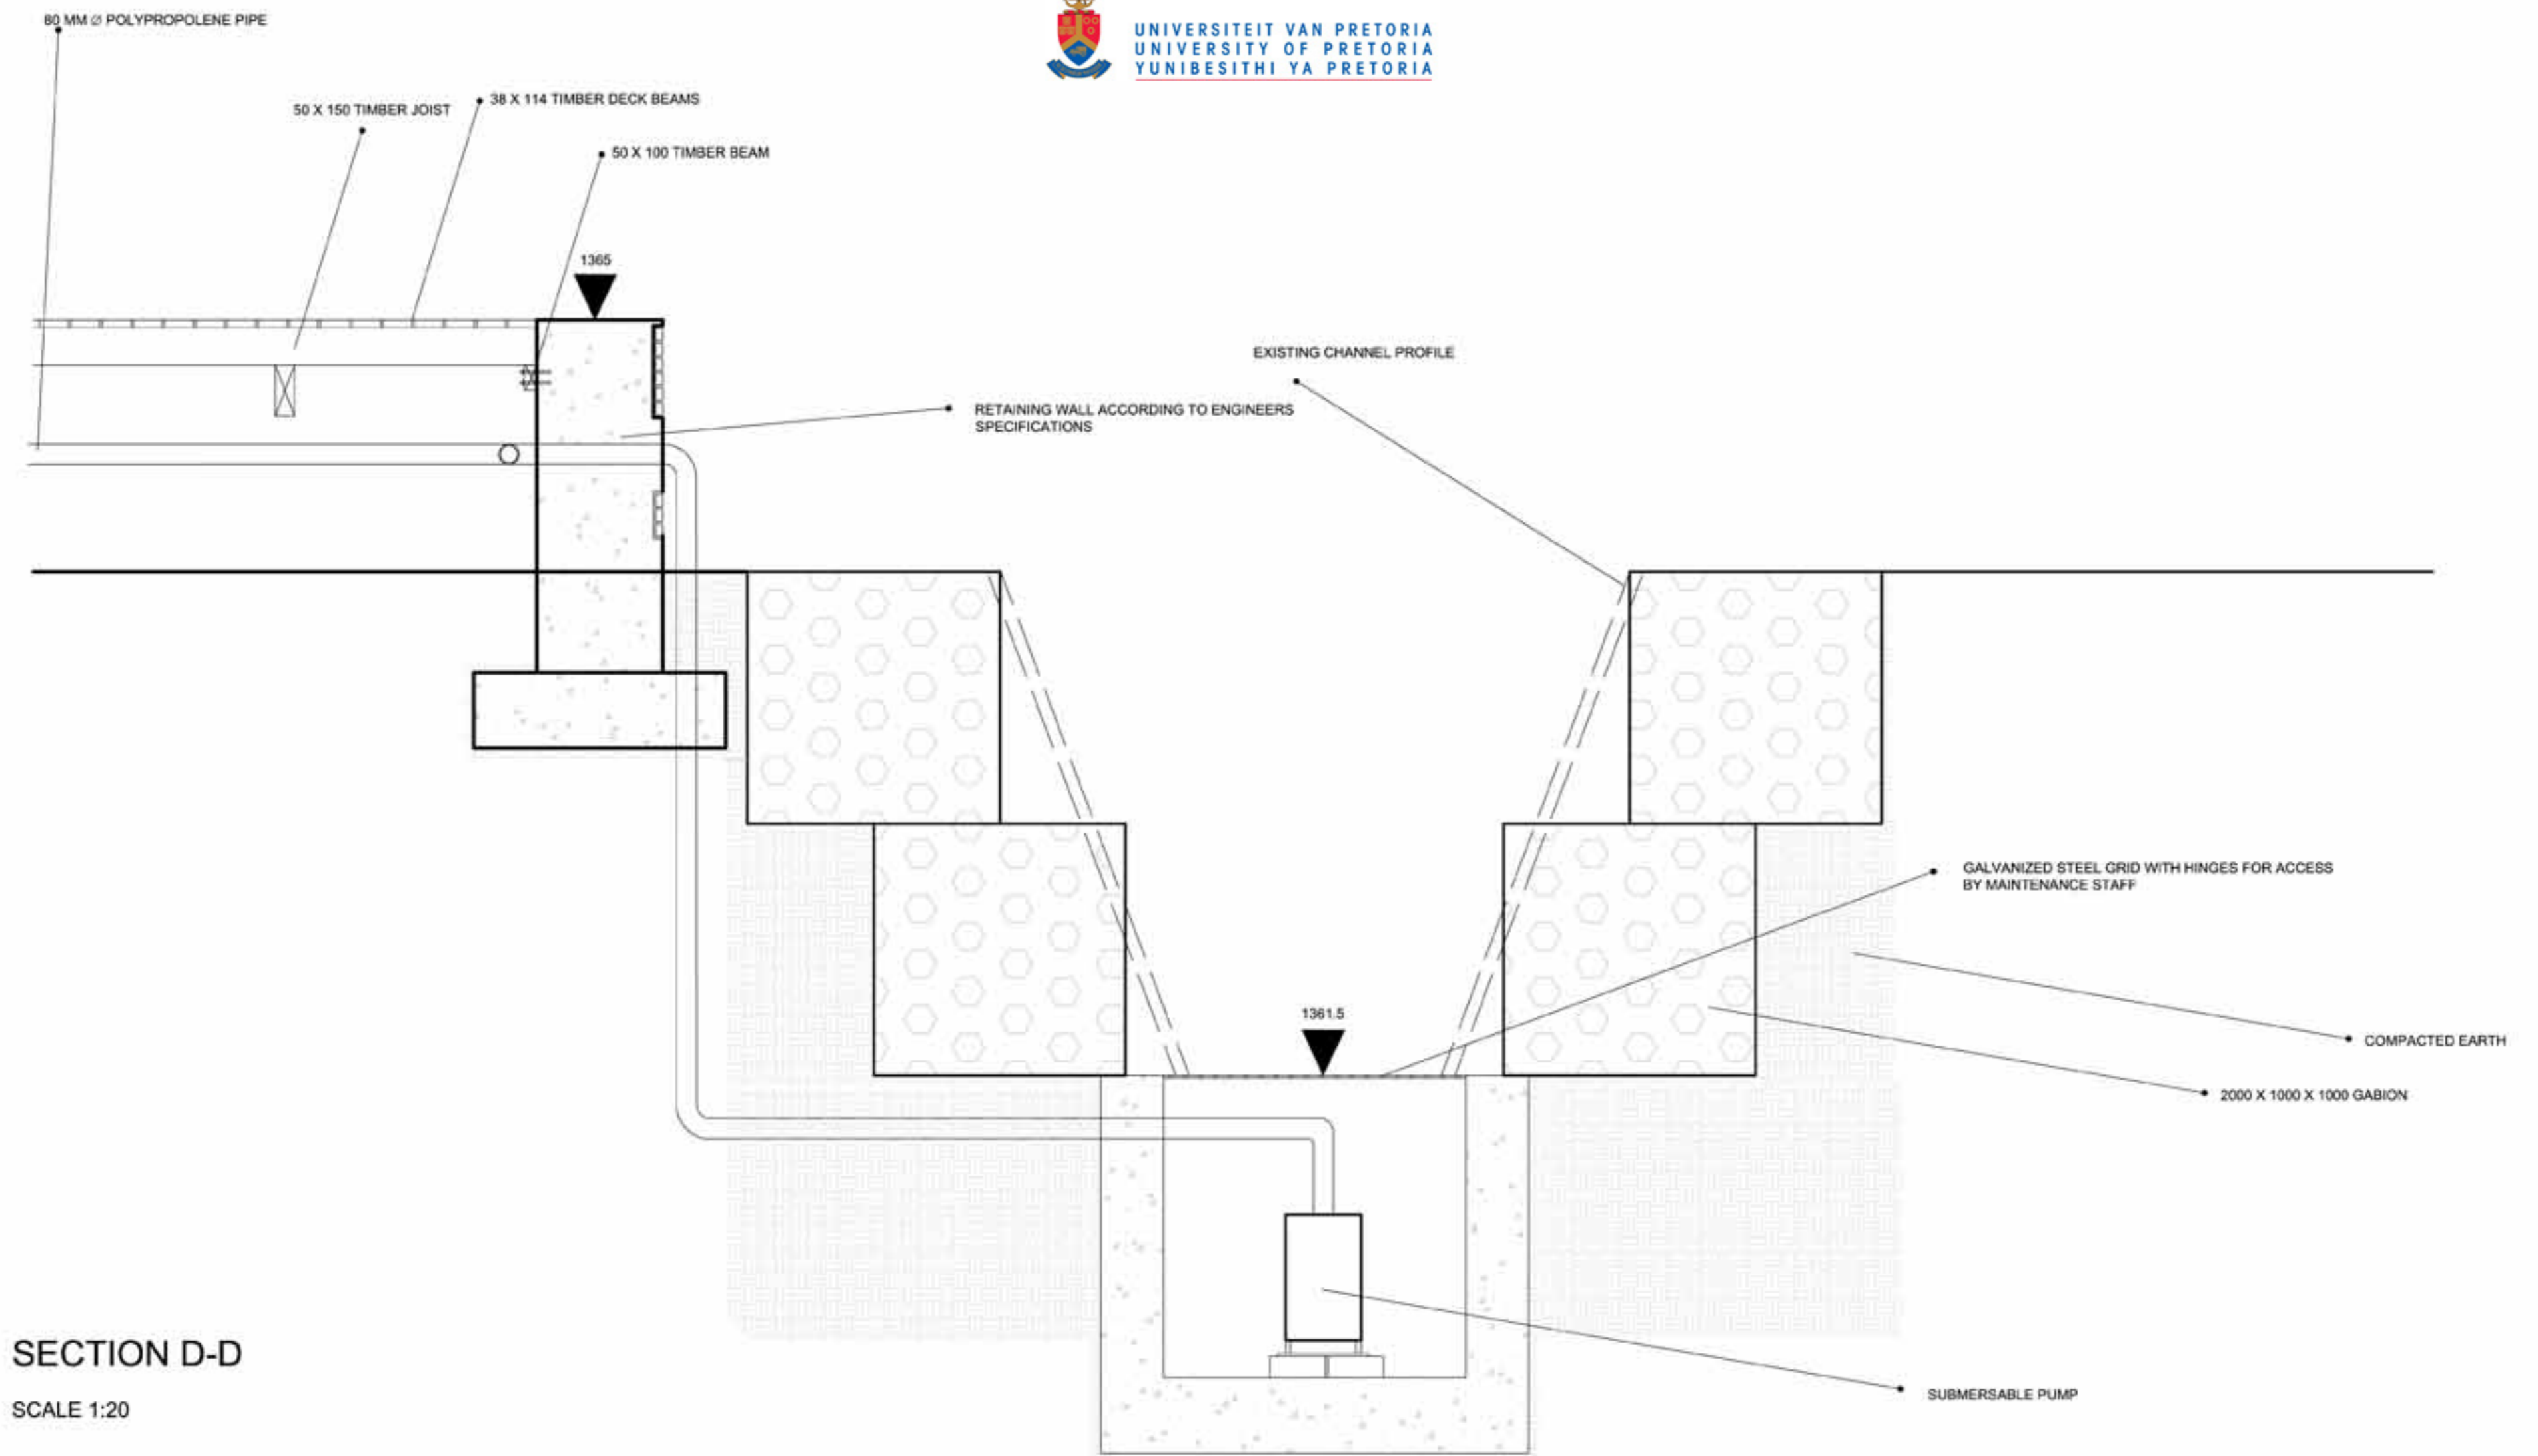 80 MM Ø POLYPROPOLENE PIPE
UNIVERSITEIT VAN PRETORIA
UNIVERSITY OF PRETORIA
YUNIBESITHI YA PRETORIA
50 X 150 TIMBER JOIST
38 X 114 TIMBER DECK BEAMS
50 X 100 TIMBER BEAM
1365
EXISTING CHANNEL PROFILE
RETAINING WALL ACCORDING TO ENGINEERS
SPECIFICATIONS
GALVANIZED STEEL GRID WITH HINGES FOR ACCESS
BY MAINTENANCE STAFF
1361.5
COMPACTED EARTH
2000 X 1000 X 1000 GABION
SUBMERSABLE PUMP
SECTION D-D
SCALE 1:20